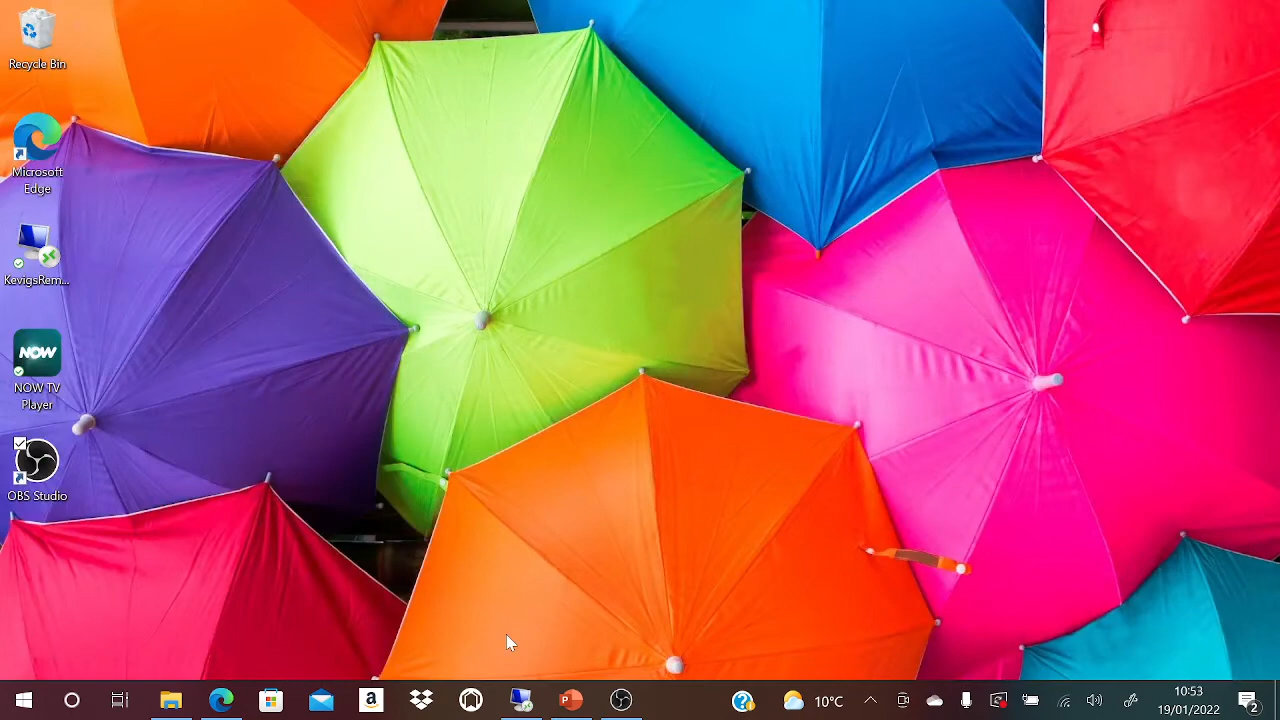 Recycle Bin
Microsoft
Edge
KevigsRem...
NOW
NOW TV
Player
OBS Studio
a
10°C
10:53
19/01/2022
2